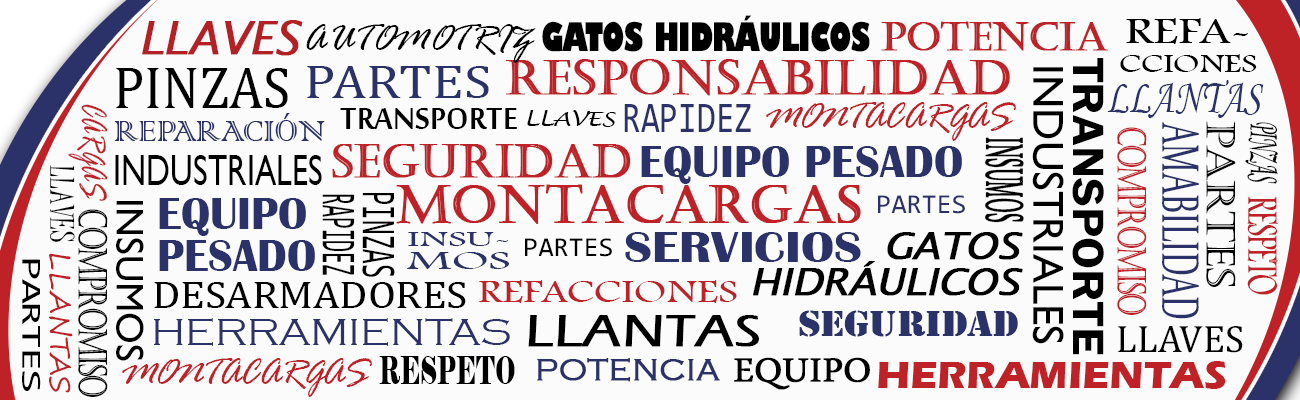 LLAVES AUTOMOTRIZ GATOS HIDRÁULICOS POTENCIA
REFA~
CCIONES
PINZAS PARTES RESPONSABILIDAD
LLANTAS
REPARACIÓN TRANSPORTE LLAVES RAPIDEZ MONTACARGAS
INDUSTRIALES SEGURIDAD EQUIPO PESADO
MONTACARGAS PARTES
EQUIPO
PESADO
INSU~
MOS
PARTES SERVICIOS
GATOS
HIDRÁULICOS
DESARMADORES REFACCIONES
HERRAMIENTAS LLANTAS SEGURIDAD
LLAVES
MONTACARGAS RESPETO POTENCIA EQUIPO HERRAMIENTAS
CARGAS
LLAVES
LLANTAS
PARTES
COMPROMISO
INSUMOS
RAPIDEZ
PINZAS
INSUMOS
INDUSTRIALES
TRANSPORTE
COMPROMISO
AMABILIDAD
PARTES
PINZAS
RESPETO